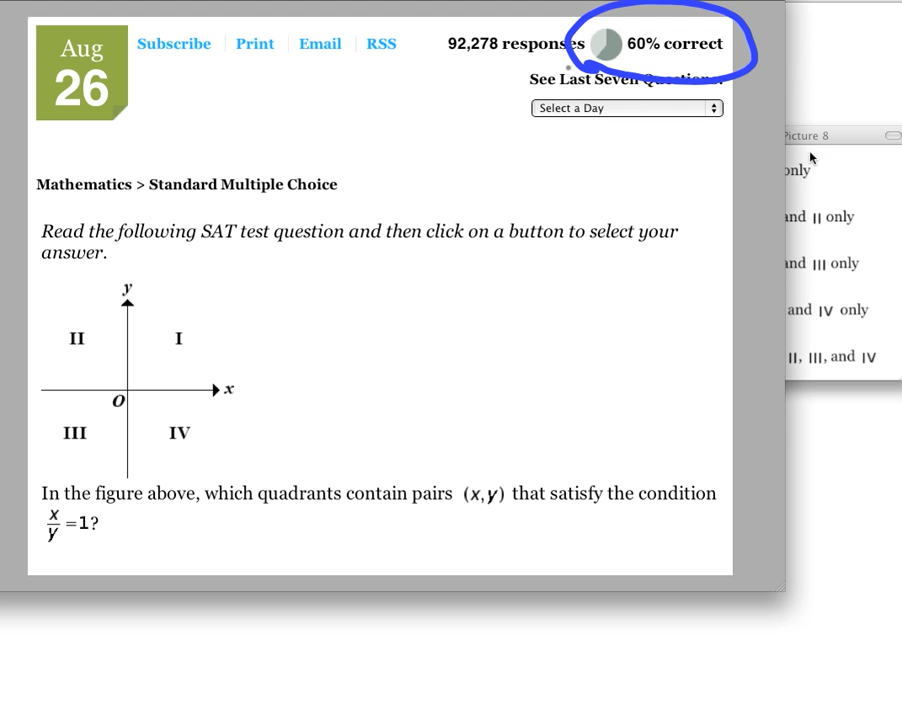 Aug
26
Subscribe Print Email RSS
92,278 responses 60% correct
See Last Seven Questions:
Select a Day
Mathematics > Standard Multiple Choice
Read the following SAT test question and then click on a button to select your
answer.
y
II I
x
O
III IV
In the figure above, which quadrants contain pairs (x,y) that satisfy the condition
x/y =1?
Picture 8
only
and II only
and III only
and IV only
II, III, and IV